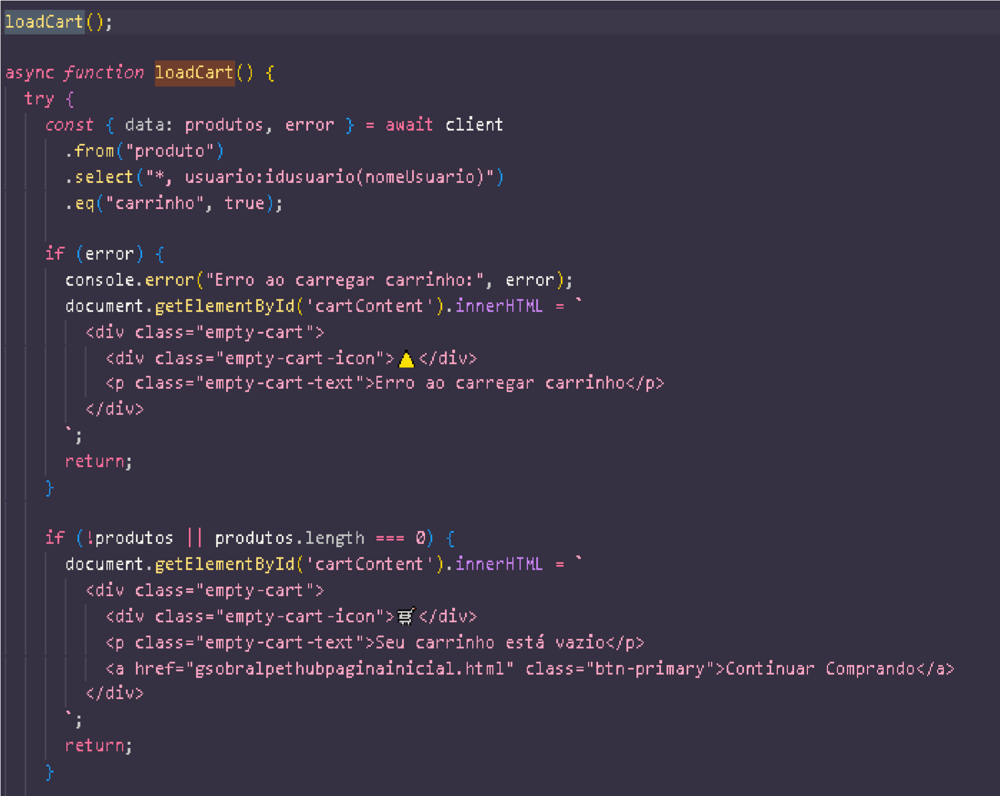 loadCart();
async function loadCart() {
try {
const { data: produtos, error } = await client
.from("produto")
.select("*, usuario:idusuario(nomeUsuario)")
.eq("carrinho", true);
if (error) {
console.error("Erro ao carregar carrinho:", error);
document.getElementById('cartContent').innerHTML = `
<div class="empty-cart">
<div class="empty-cart-icon">⚠️</div>
<p class="empty-cart-text">Erro ao carregar carrinho</p>
</div>
`;
return;
}
if (!produtos || produtos.length === 0) {
document.getElementById('cartContent').innerHTML = `
<div class="empty-cart">
<div class="empty-cart-icon">🛒</div>
<p class="empty-cart-text">Seu carrinho está vazio</p>
<a href="gsobralpethubpaginainicial.html" class="btn-primary">Continuar Comprando</a>
</div>
`;
return;
}